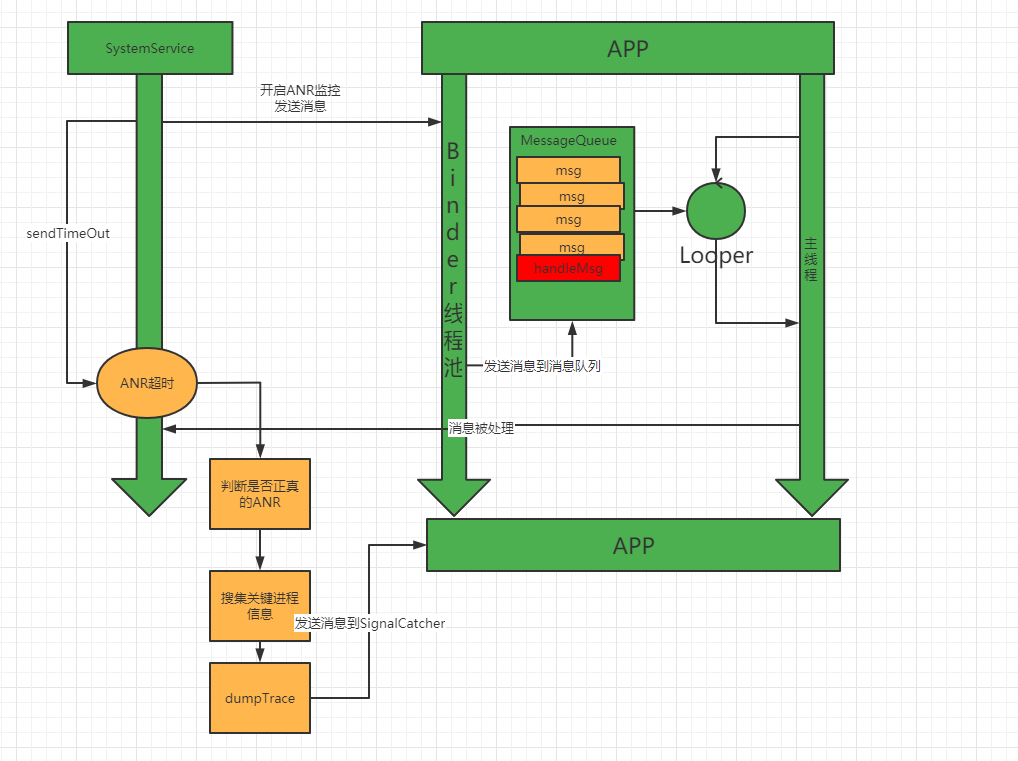 SystemService
APP
开启ANR监控
发送消息
MessageQueue
msg
msg
msg
msg
handleMsg
Looper
Binder线程池
主线程
sendTimeOut
发送消息到消息队列
ANR超时
消息被处理
判断是否正真
的ANR
APP
搜集关键进程
信息
发送消息到SignalCatcher
dumpTrace